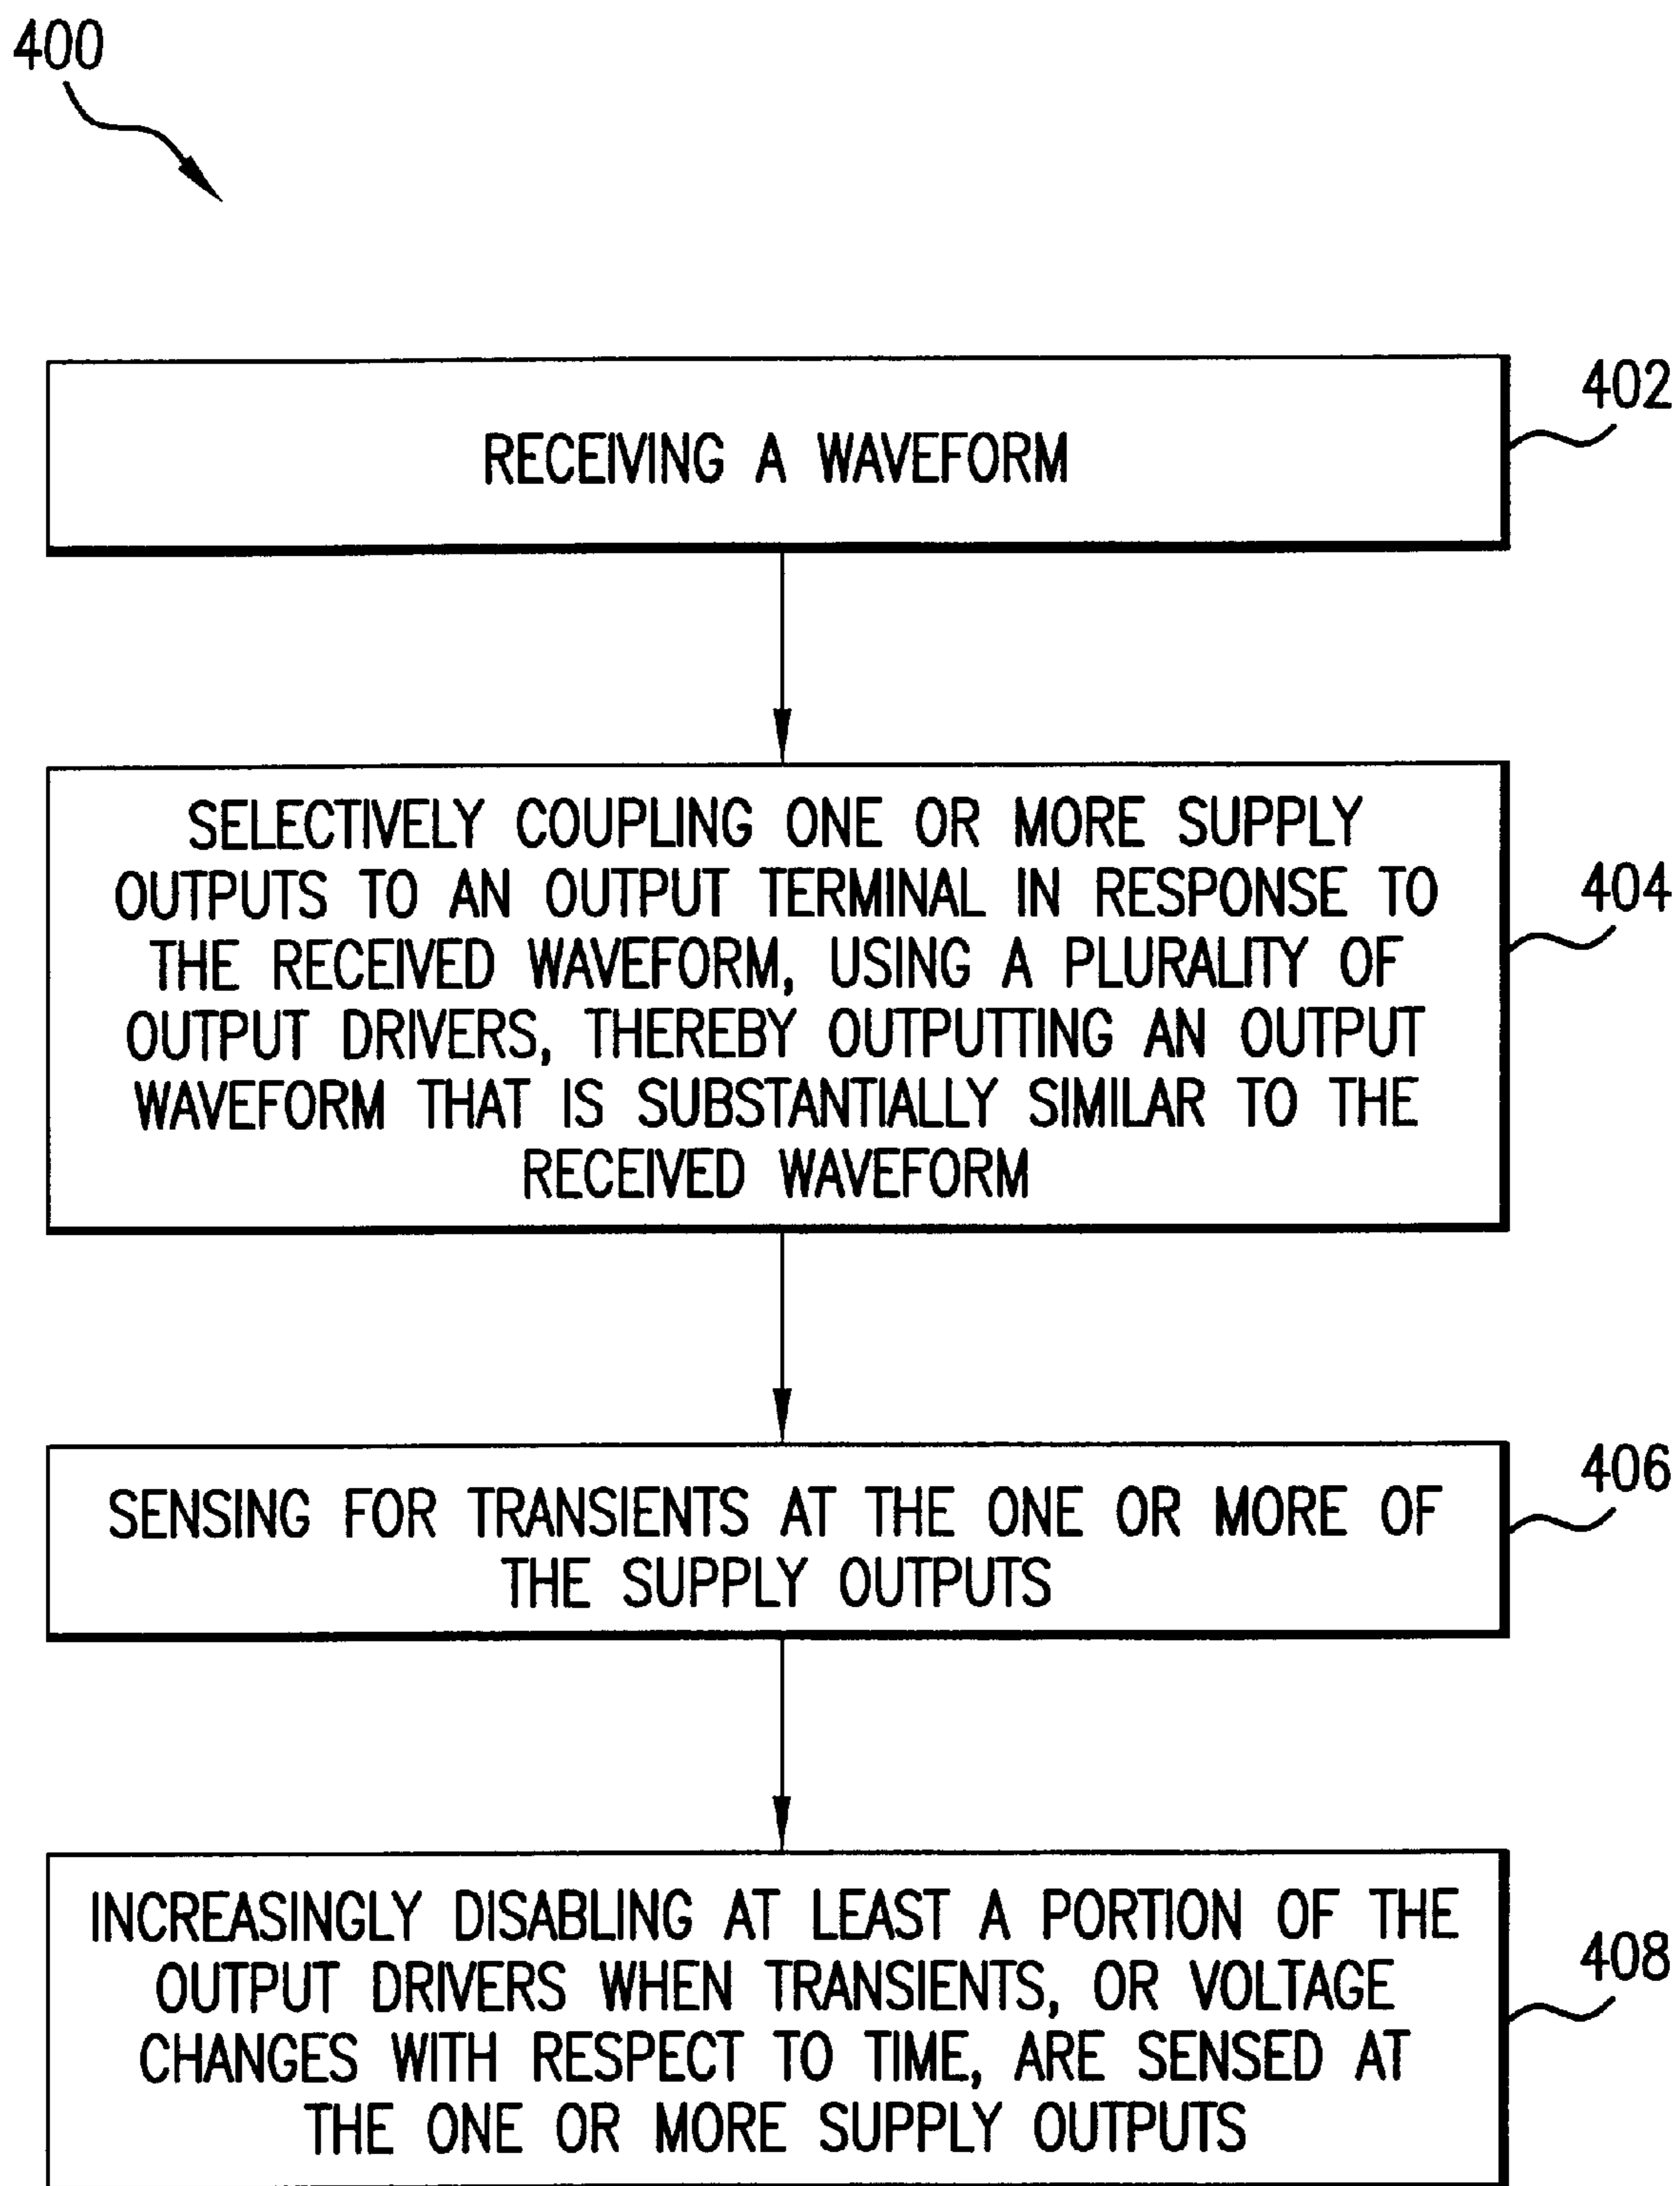 400
402
RECEIVING A WAVEFORM
SELECTIVELY COUPLING ONE OR MORE SUPPLY
OUTPUTS TO AN OUTPUT TERMINAL IN RESPONSE TO
THE RECEIVED WAVEFORM, USING A PLURALITY OF
OUTPUT DRIVERS, THEREBY OUTPUTTING AN OUTPUT
WAVEFORM THAT IS SUBSTANTIALLY SIMILAR TO THE
RECEIVED WAVEFORM
404
SENSING FOR TRANSIENTS AT THE ONE OR MORE OF
THE SUPPLY OUTPUTS
406
INCREASINGLY DISABLING AT LEAST A PORTION OF THE
OUTPUT DRIVERS WHEN TRANSIENTS, OR VOLTAGE
CHANGES WITH RESPECT TO TIME, ARE SENSED AT
THE ONE OR MORE SUPPLY OUTPUTS
408